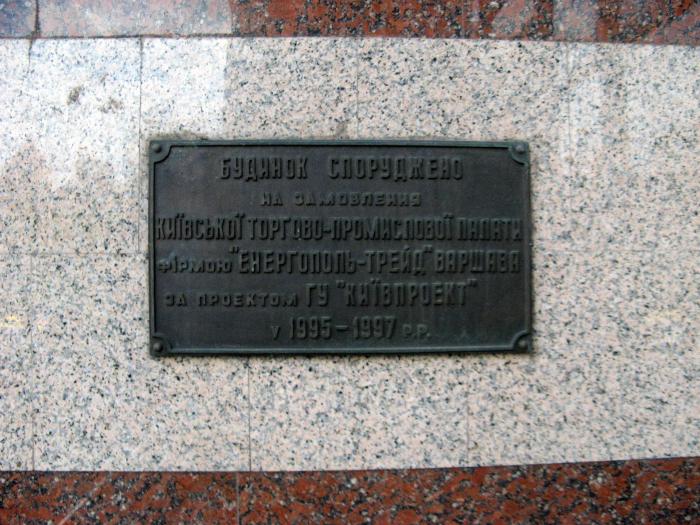 БУДИНОК СПОРУДЖЕНО
НА ЗАМОВЛЕННЯ
КИЇВСЬКОЇ ТОРГОВО-ПРОМИСЛОВОЇ ПАЛАТИ
ФІРМОЮ "ЕНЕРГОПОЛЬ-ТРЕЙД" ВАРШАВА
ЗА ПРОЕКТОМ ГУ "КИЇВПРОЕКТ"
У 1995-1997 Р.Р.